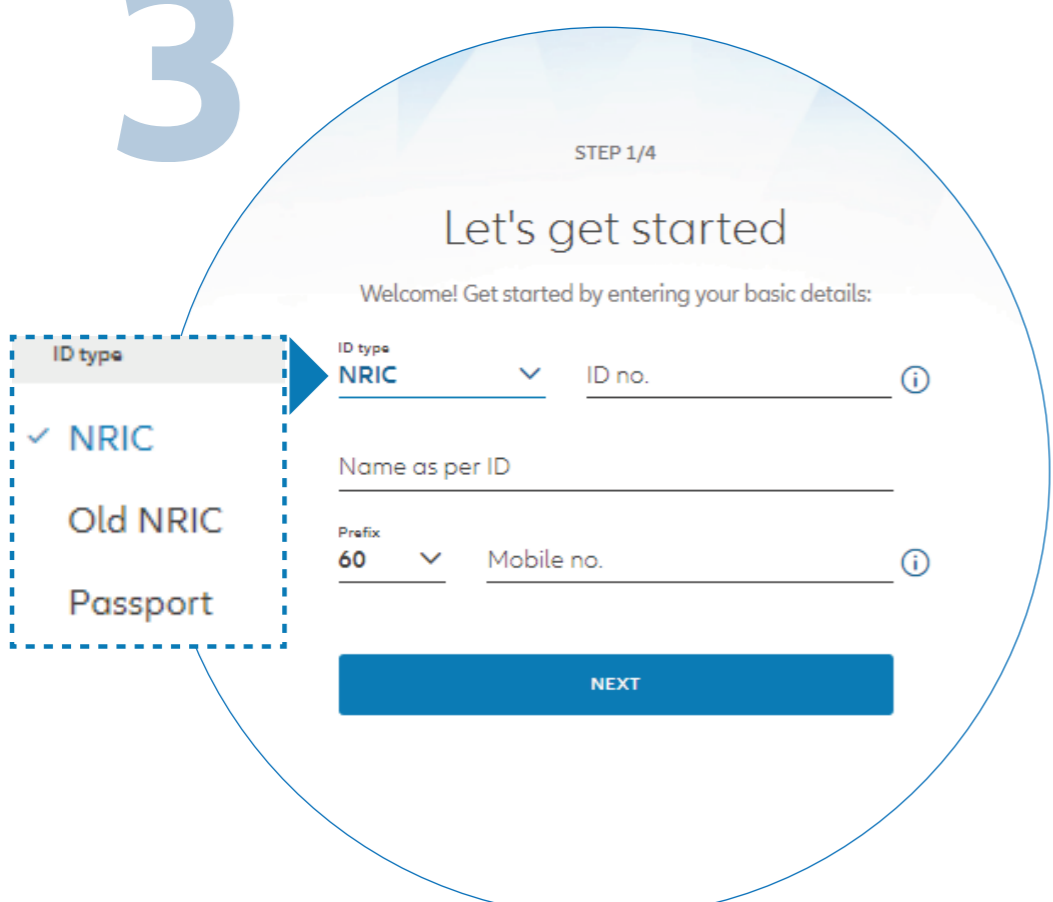 3
STEP 1/4
Let's get started
Welcome! Get started by entering your basic details:
ID type
NRIC
Old NRIC
Passport
ID type
NRIC ID no.
Name as per ID
Prefix
60 Mobile no.
NEXT